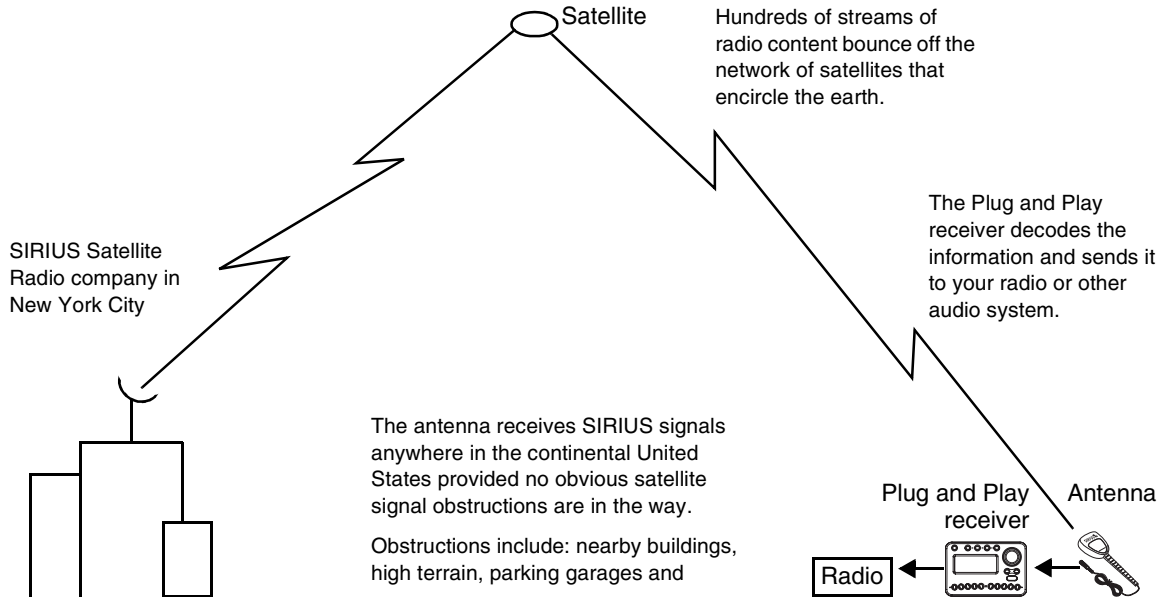 Satellite
Hundreds of streams of
radio content bounce off the
network of satellites that
encircle the earth.
The Plug and Play
receiver decodes the
information and sends it
to your radio or other
audio system.
SIRIUS Satellite
Radio company in
New York City
The antenna receives SIRIUS signals
anywhere in the continental United
States provided no obvious satellite
signal obstructions are in the way.
Obstructions include: nearby buildings,
high terrain, parking garages and
Plug and Play
receiver
Antenna
Radio